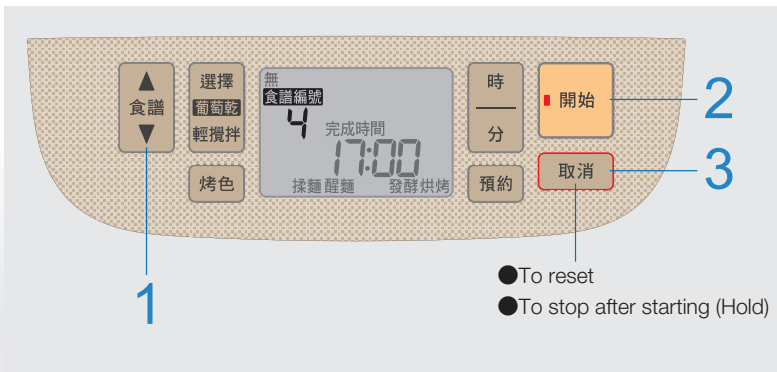 ▲
食譜
▼
選擇
葡萄乾
輕攪拌
烤色
無
食譜編號
4
完成時間
17:00
揉麵 醒麵 發酵 烘烤
時
分
預約
開始
取消
1
2
3
●To reset
●To stop after starting (Hold)